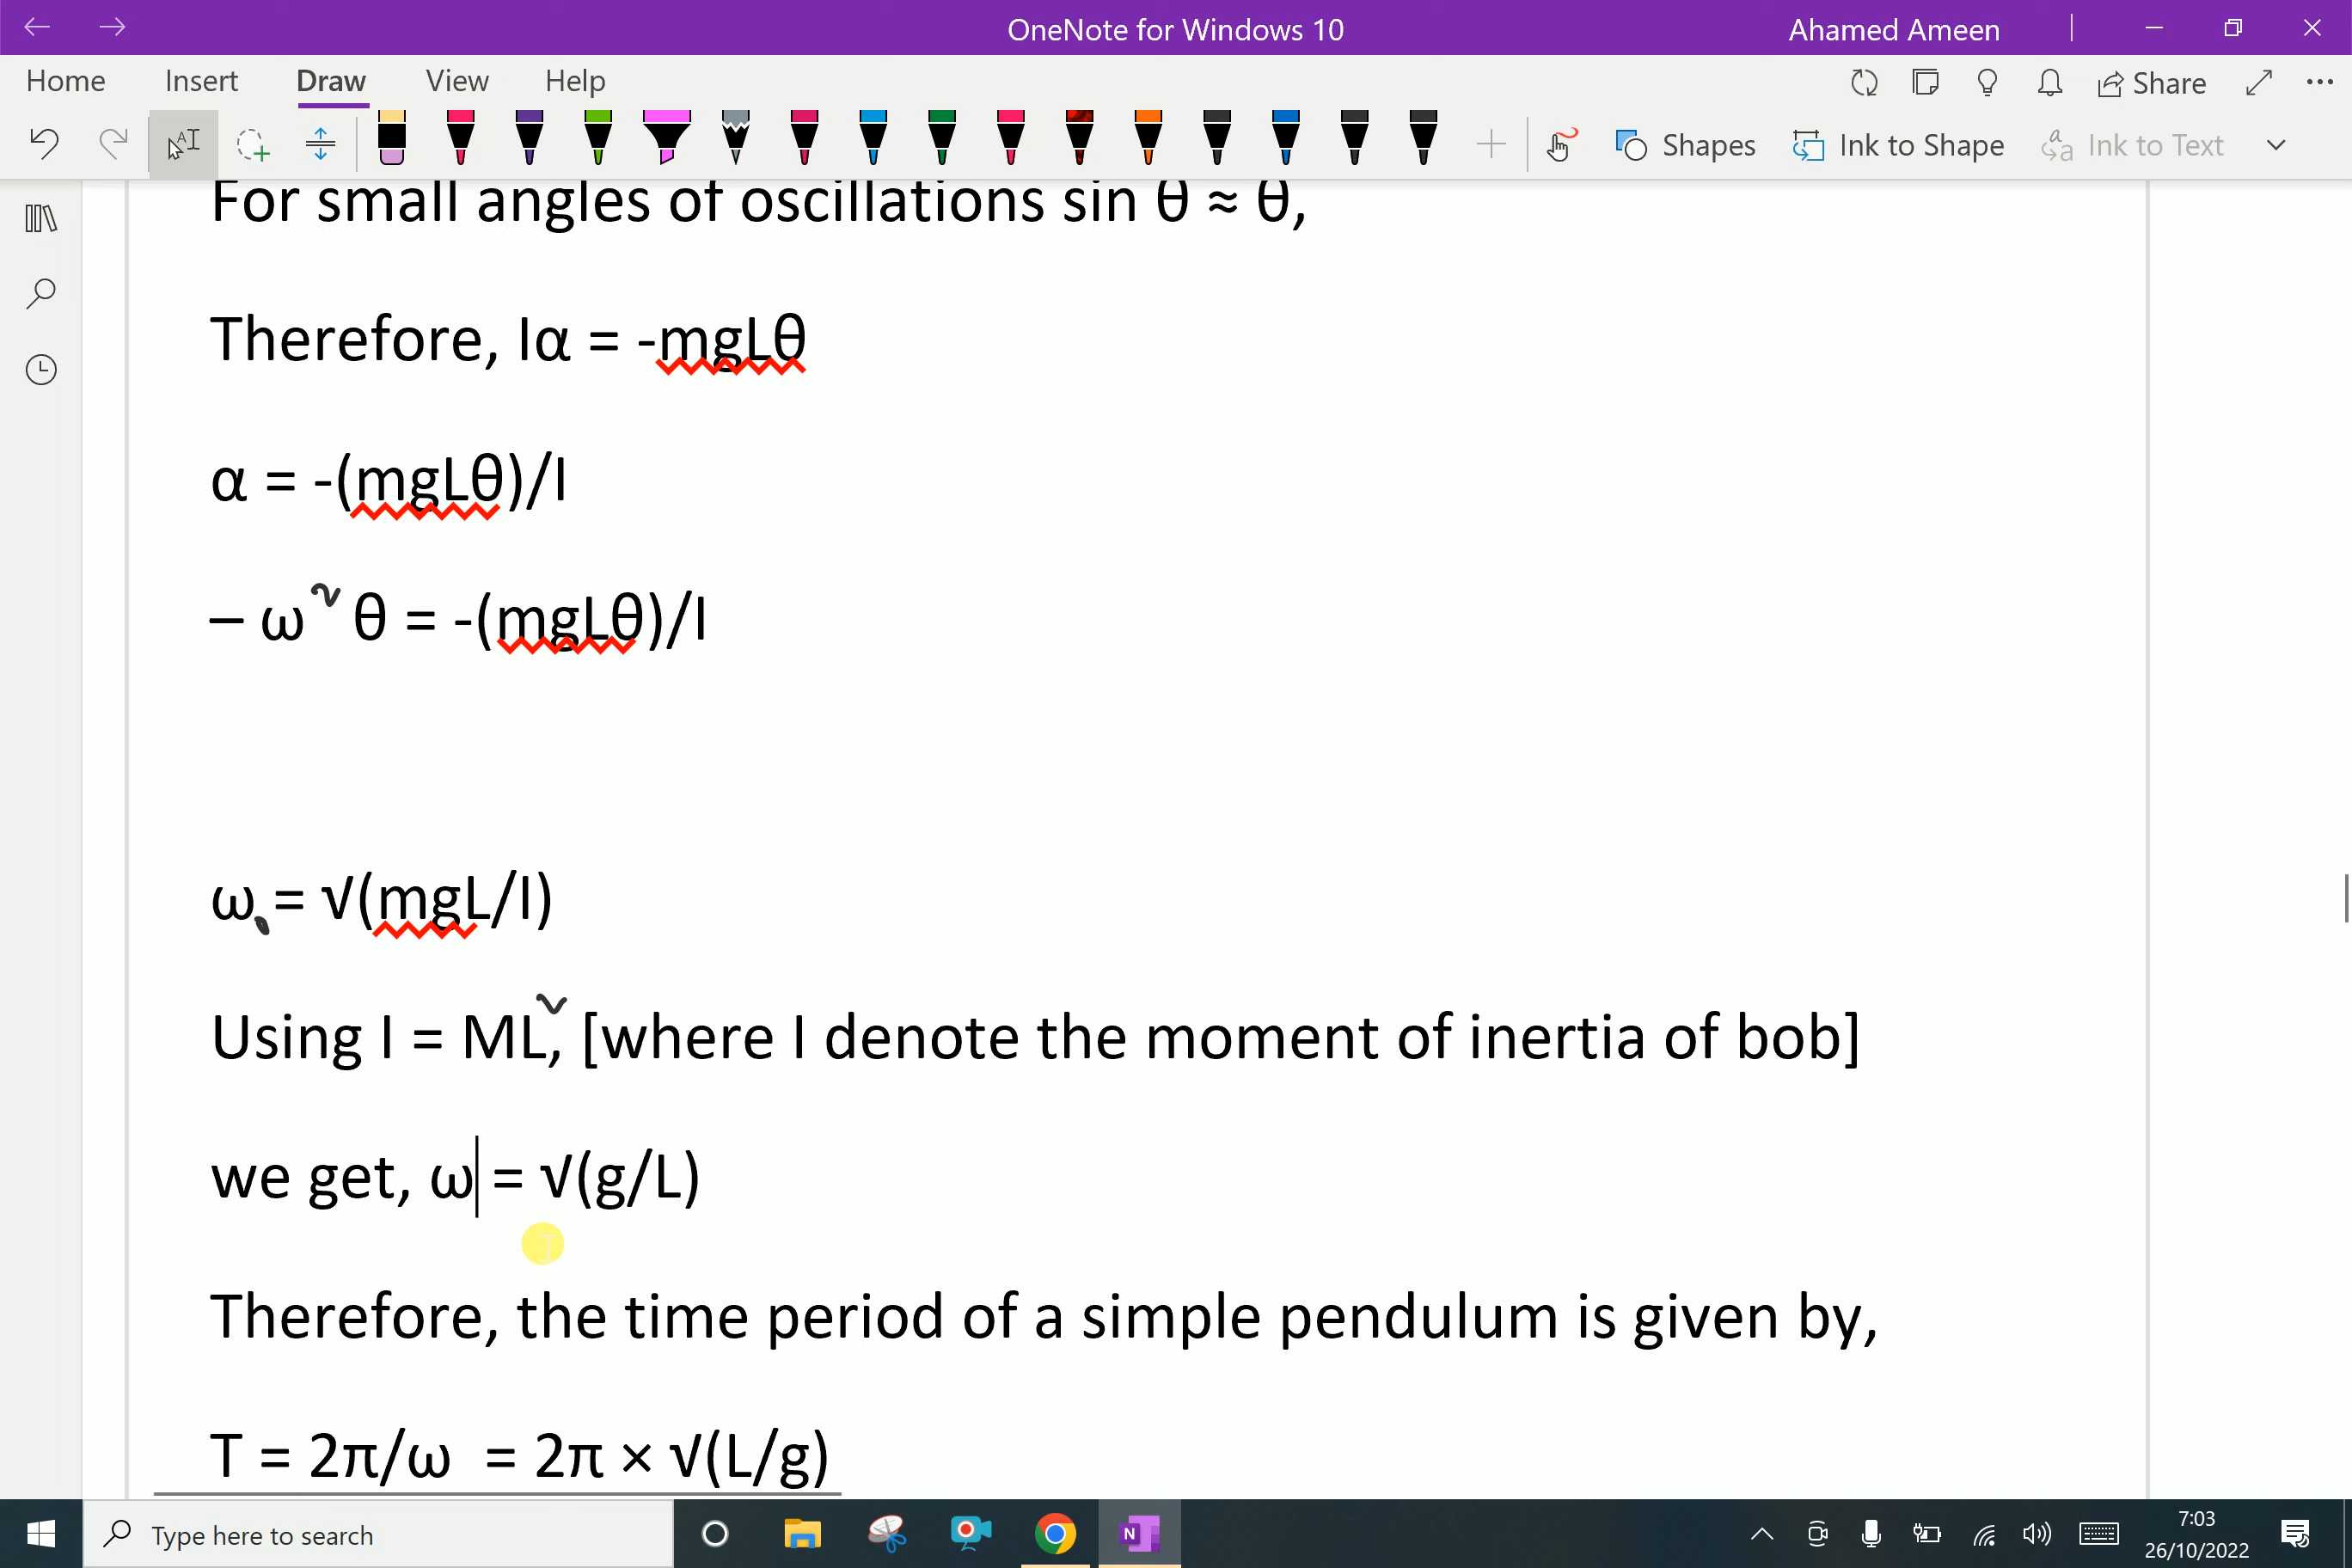 OneNote for Windows 10
Ahamed Ameen
Home Insert Draw View Help
Share
Shapes Ink to Shape Ink to Text
For small angles of oscillations sin θ ≈ θ,
Therefore, Iα = -mgLθ
α = -(mgLθ)/I
– ω² θ = -(mgLθ)/I
ω = √(mgL/I)
Using I = ML², [where I denote the moment of inertia of bob]
we get, ω = √(g/L)
Therefore, the time period of a simple pendulum is given by,
T = 2π/ω = 2π × √(L/g)
Type here to search
N
7:03
26/10/2022